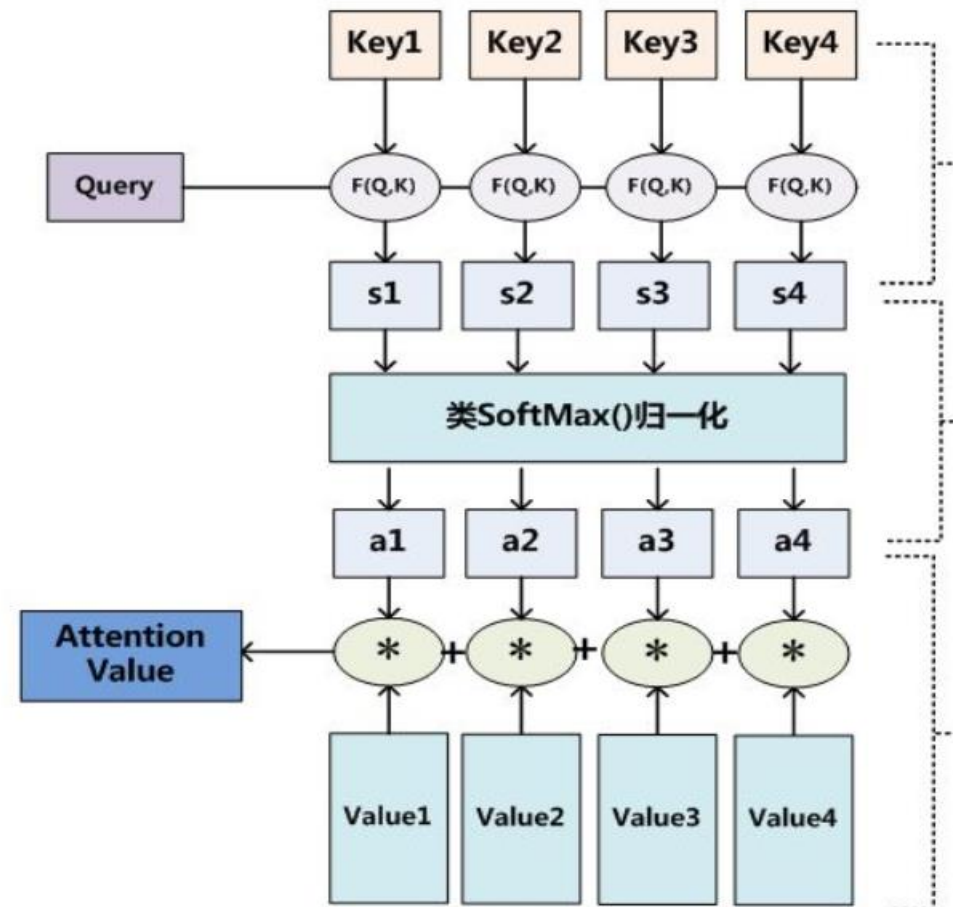 Key1 Key2 Key3 Key4
Query F(Q,K) F(Q,K) F(Q,K) F(Q,K)
s1 s2 s3 s4
类SoftMax()归一化
a1 a2 a3 a4
Attention
Value
* + * + * + *
Value1 Value2 Value3 Value4